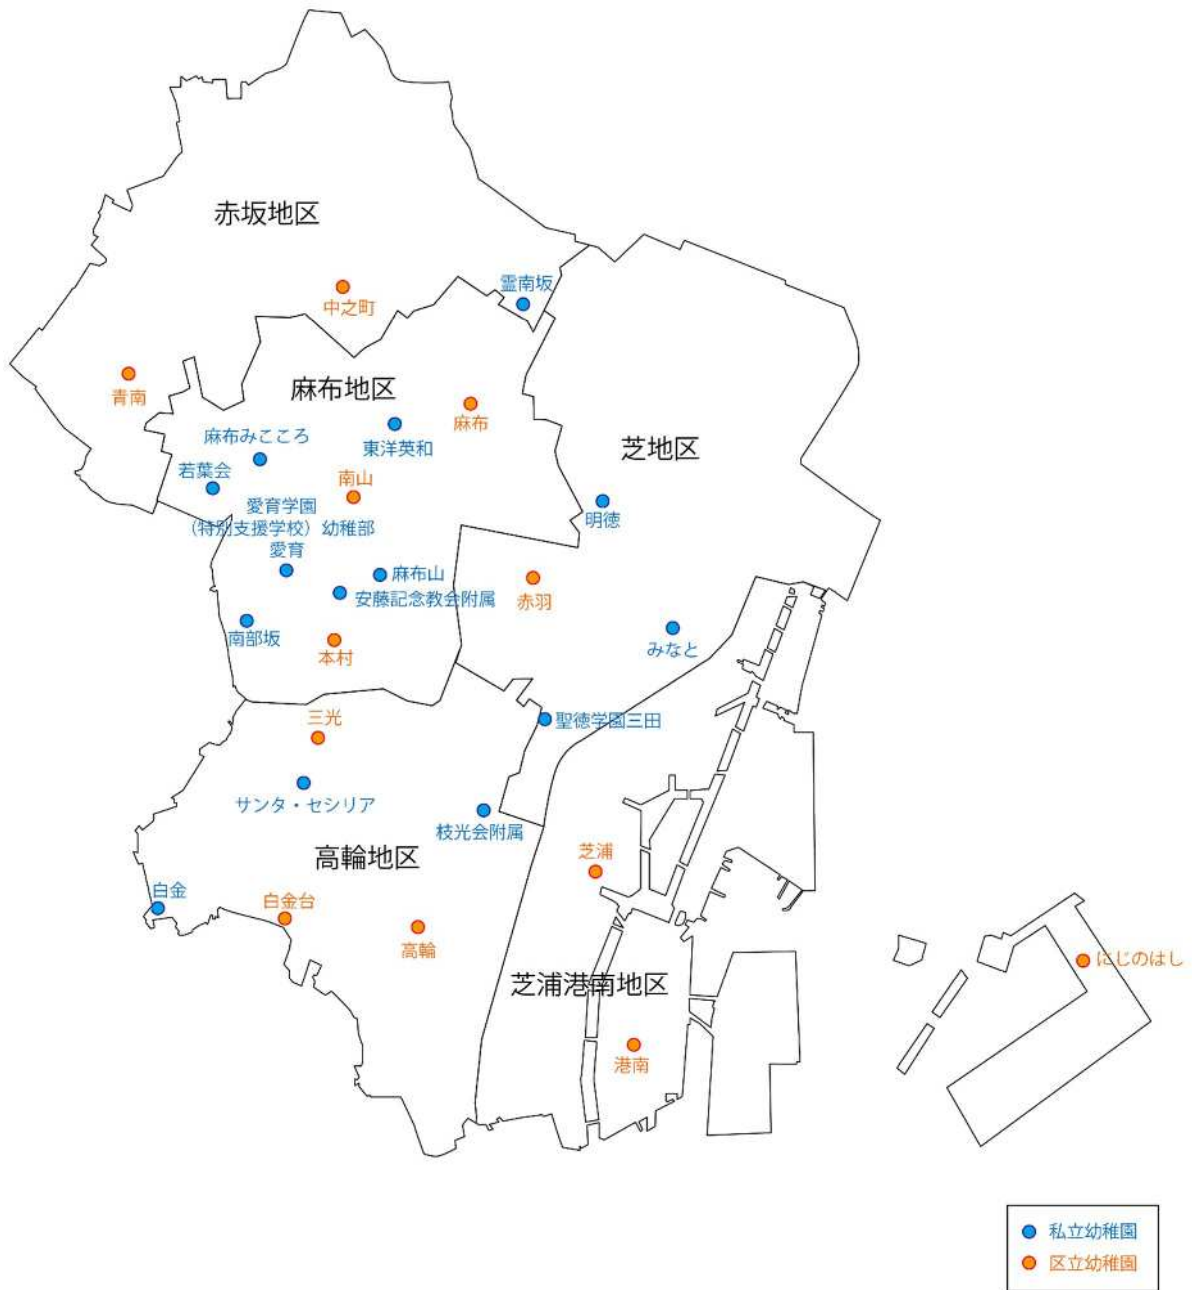 赤坂地区
霊南坂
中之町
青南
麻布地区
麻布
東洋英和
麻布みこころ
若葉会
南山
愛育学園
（特別支援学校）幼稚部
愛育
麻布山
安藤記念教会附属
南部坂
本村
芝地区
明徳
赤羽
みなと
聖徳学園三田
三光
サンタ・セシリア
枝光会附属
高輪地区
白金
白金台
高輪
芝浦
芝浦港南地区
港南
にじのはし
私立幼稚園
区立幼稚園